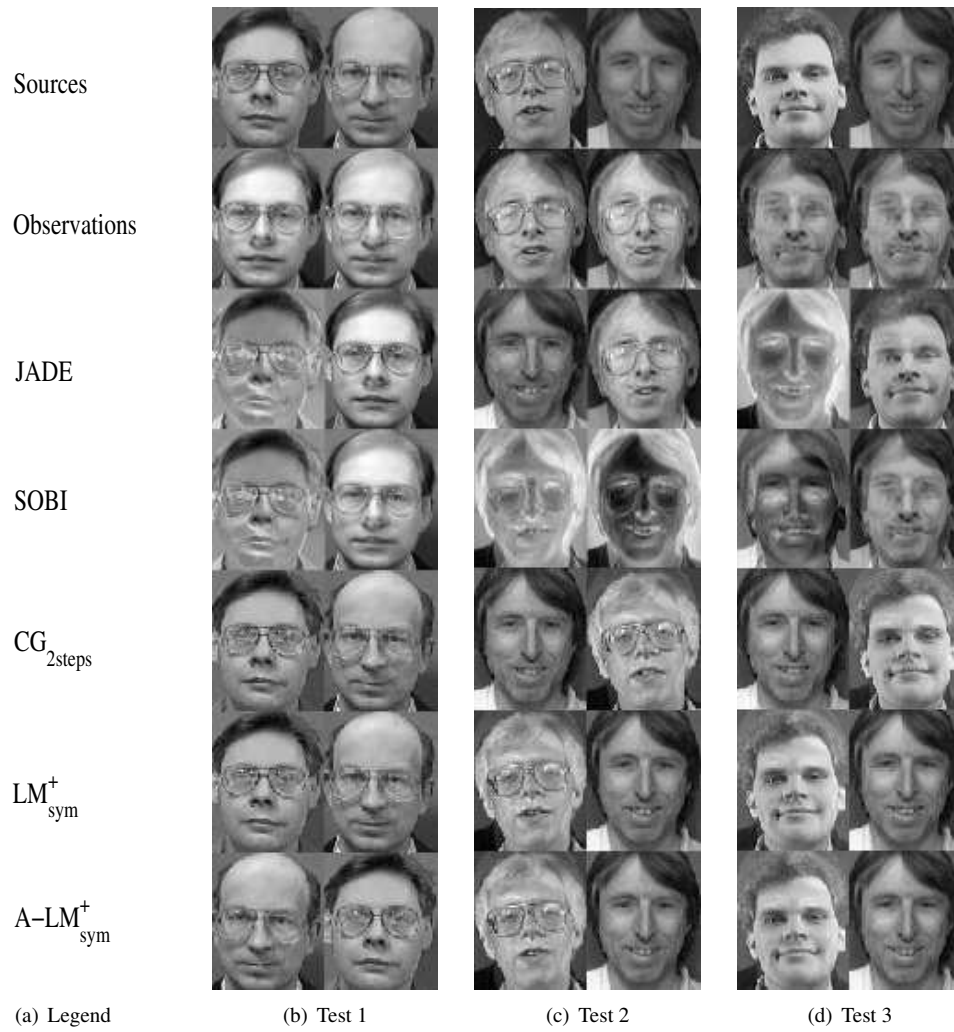 Sources
Observations
JADE
SOBI
CG2steps
LM+sym
A−LM+sym
(a) Legend (b) Test 1 (c) Test 2 (d) Test 3